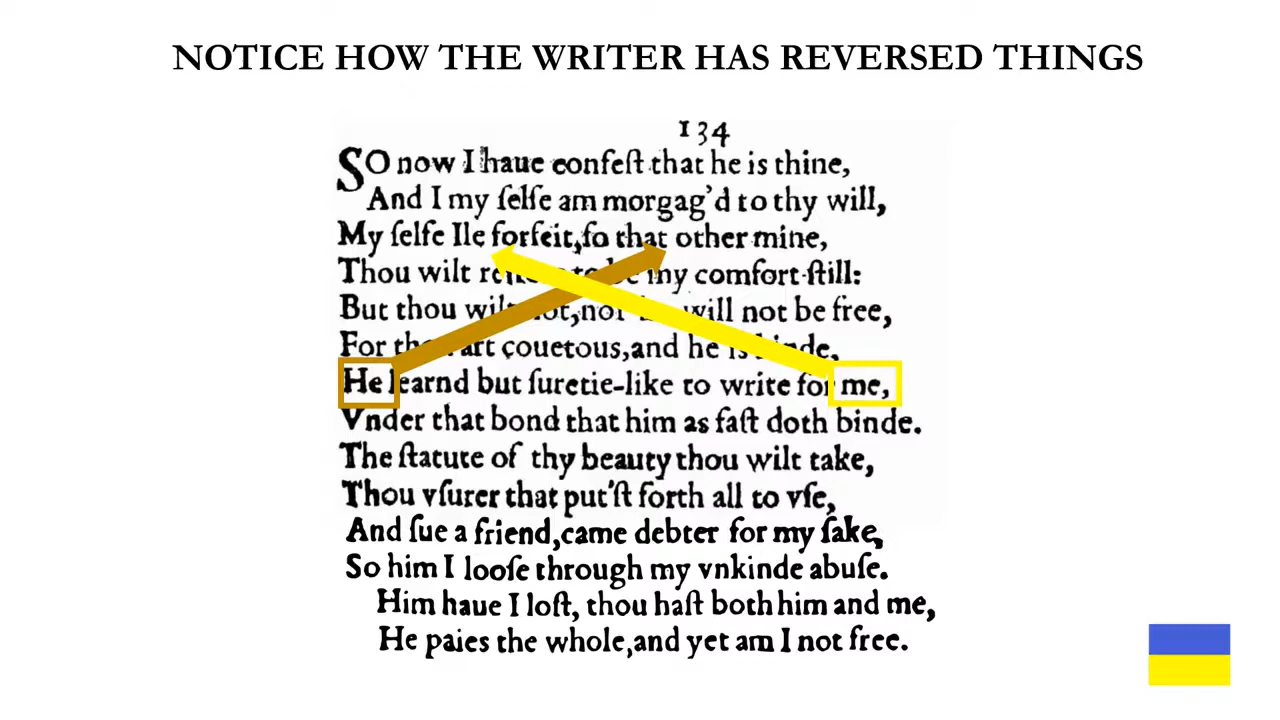 NOTICE HOW THE WRITER HAS REVERSED THINGS
134
SO now I haue confeſt that he is thine,
And I my ſelfe am morgag'd to thy will,
My ſelfe Ile forfeit,ſo that other mine,
Thou wilt to be my comfort ſtill:
But thou wilt not,nor will not be free,
For thou art couetous,and he is kinde,
He learnd but ſuretie-like to write for me,
Vnder that bond that him as faſt doth binde.
The ſtatute of thy beauty thou wilt take,
Thou vſurer that put'ſt forth all to vſe,
And ſue a friend,came debter for my ſake,
So him I looſe through my vnkinde abuſe.
Him haue I loſt, thou haſt both him and me,
He paies the whole,and yet am I not free.